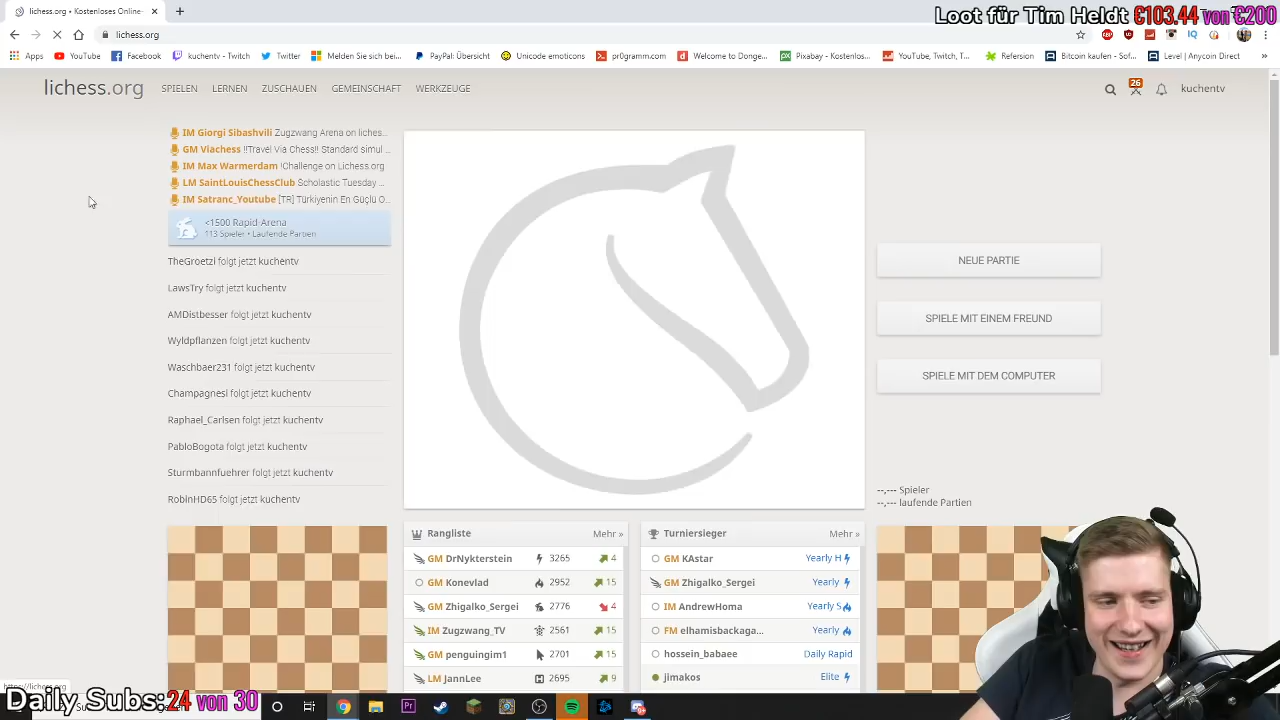 lichess.org • Kostenloses Online-
Loot für Tim Heldt €103.44 von €200
lichess.org
Apps YouTube Facebook kuchentv - Twitch Twitter Melden Sie sich bei... PayPal Übersicht Unicode emoticons pr0gramm.com Welcome to Donge... Pixabay - Kostenlos... YouTube, Twitch, T... Refersion Bitcoin kaufen - Sof... Level | Anycoin Direct
lichess.org SPIELEN LERNEN ZUSCHAUEN GEMEINSCHAFT WERKZEUGE 26 kuchentv
IM Giorgi Sibashvili Zugzwang Arena on liches...
GM Viachess !!Travel Via Chess!! Standard simul ...
IM Max Warmerdam !Challenge on Lichess.org
LM SaintLouisChessClub Scholastic Tuesday ...
IM Satranc_Youtube [TR] Türkiyenin En Güçlü O...
<1500 Rapid-Arena
113 Spieler • Laufende Partien
TheGroetzl folgt jetzt kuchentv
LawsTry folgt jetzt kuchentv
AMDistbesser folgt jetzt kuchentv
Wyldpflanzen folgt jetzt kuchentv
Waschbaer231 folgt jetzt kuchentv
Champagnesl folgt jetzt kuchentv
Raphael_Carlsen folgt jetzt kuchentv
PabloBogota folgt jetzt kuchentv
Sturmbannfuehrer folgt jetzt kuchentv
RobinHD65 folgt jetzt kuchentv
NEUE PARTIE
SPIELE MIT EINEM FREUND
SPIELE MIT DEM COMPUTER
--,--- Spieler
--,--- laufende Partien
Rangliste Mehr »
GM DrNykterstein 3265 4
GM Konevlad 2952 15
GM Zhigalko_Sergei 2776 4
IM Zugzwang_TV 2561 15
GM penguingim1 2701 15
LM JannLee 2695 9
Turniersieger Mehr »
GM KAstar Yearly H
GM Zhigalko_Sergei Yearly
IM AndrewHoma Yearly S
FM elhamisbackaga... Yearly
hossein_babaee Daily Rapid
jimakos Elite
https://lichess.org
Daily Subs: 24 von 30